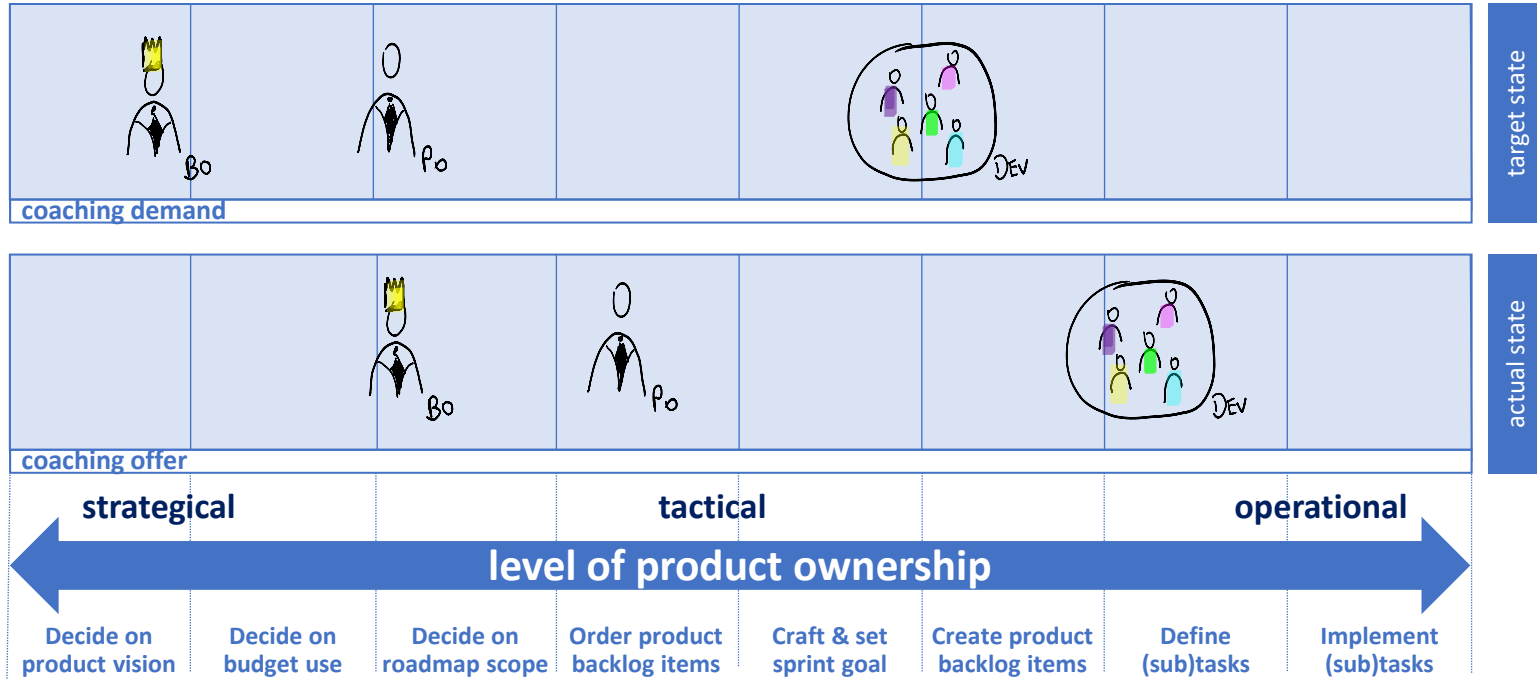 BO
PO
DEV
target state
coaching demand
BO
PO
DEV
actual state
coaching offer
strategical
tactical
operational
level of product ownership
Decide on
product vision
Decide on
budget use
Decide on
roadmap scope
Order product
backlog items
Craft & set
sprint goal
Create product
backlog items
Define
(sub)tasks
Implement
(sub)tasks